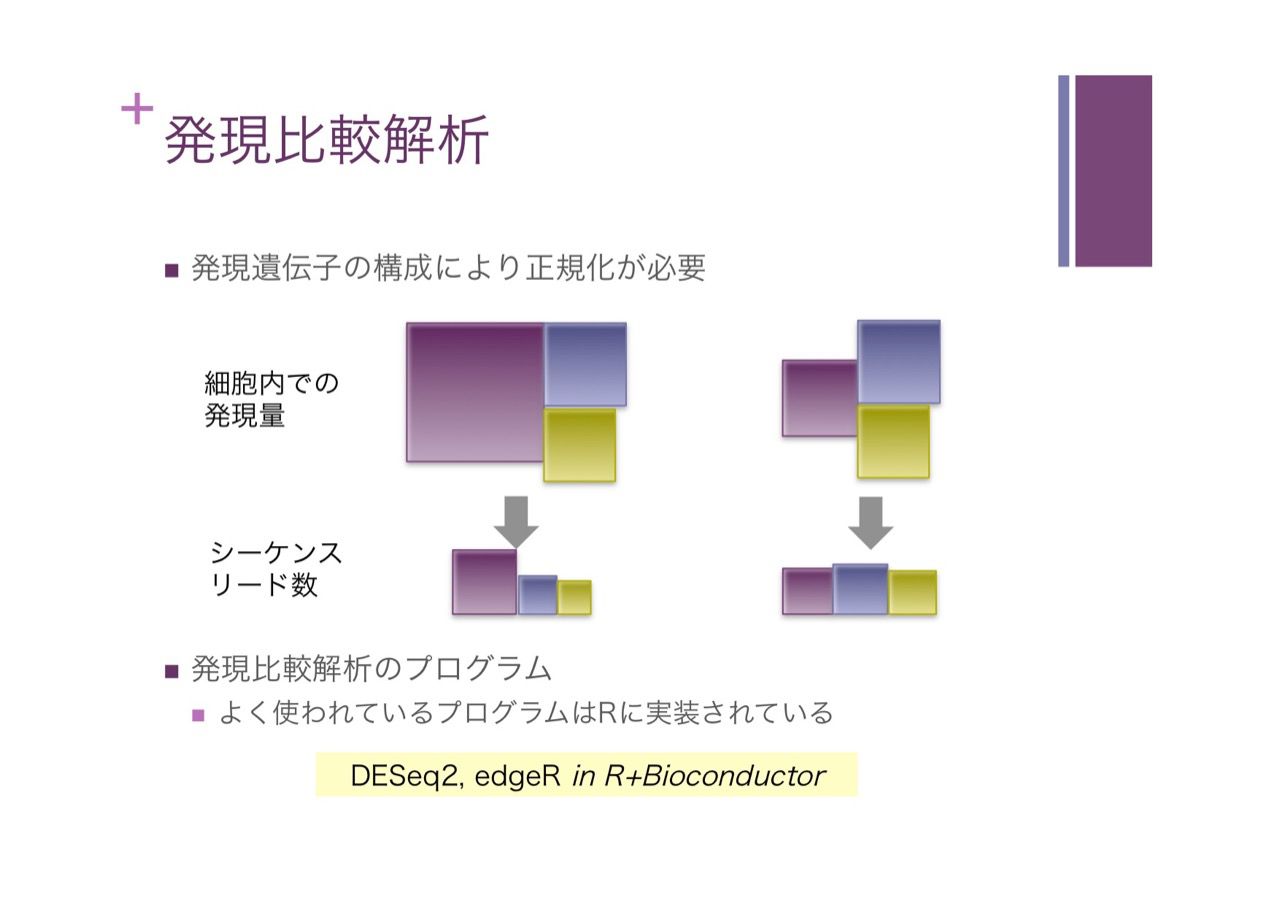 +
発現比較解析
■ 発現遺伝子の構成により正規化が必要
細胞内での
発現量
シーケンス
リード数
■ 発現比較解析のプログラム
■ よく使われているプログラムはRに実装されている
DESeq2, edgeR in R+Bioconductor